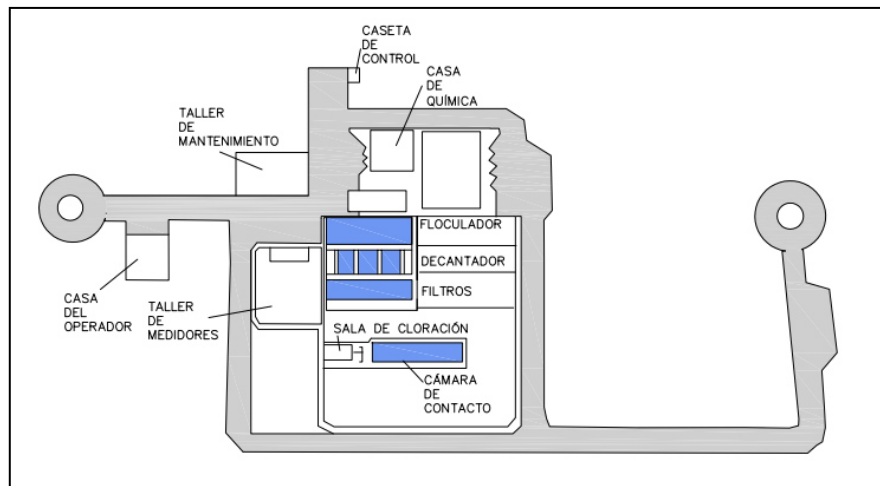 CASETA
DE
CONTROL
CASA
DE
QUÍMICA
TALLER
DE
MANTENIMIENTO
FLOCULADOR
DECANTADOR
FILTROS
CASA
DEL
OPERADOR
TALLER
DE
MEDIDORES
SALA DE CLORACIÓN
CÁMARA
DE
CONTACTO